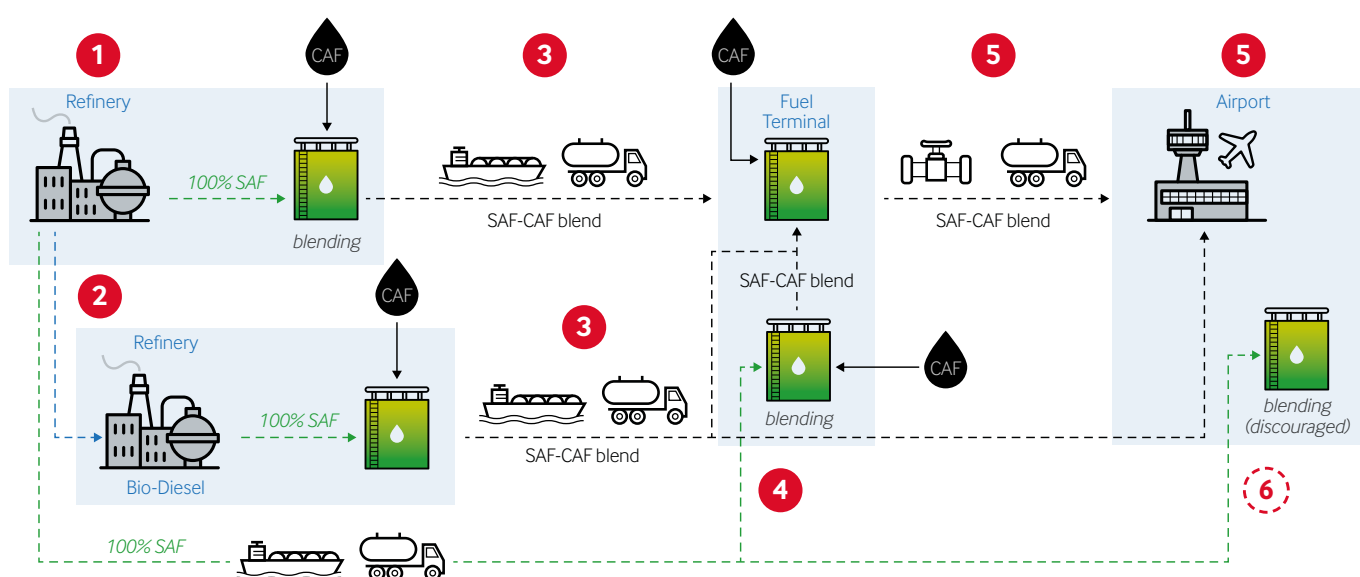 1
CAF
3
CAF
5
5
Refinery
Fuel
Terminal
Airport
100% SAF
SAF-CAF blend
SAF-CAF blend
blending
2
CAF
SAF-CAF blend
3
Refinery
CAF
100% SAF
blending
blending
(discouraged)
SAF-CAF blend
Bio-Diesel
4
6
100% SAF